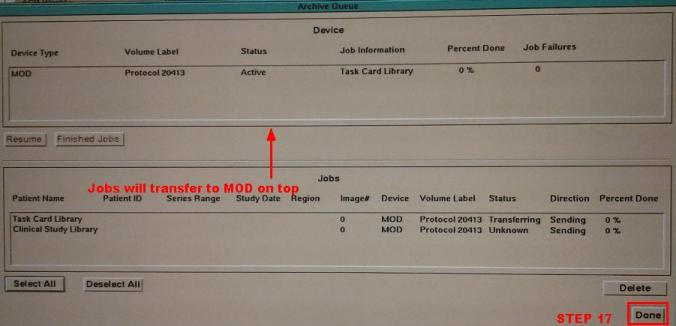 Archive Queue
Device
Device Type Volume Label Status Job Information Percent Done Job Failures
MOD Protocol 20413 Active Task Card Library 0 % 0
Resume Finished Jobs
Jobs will transfer to MOD on top
Jobs
Patient Name Patient ID Series Range Study Date Region Image# Device Volume Label Status Direction Percent Done
Task Card Library 0 MOD Protocol 20413 Transferring Sending 0 %
Clinical Study Library 0 MOD Protocol 20413 Unknown Sending 0 %
Select All Deselect All Delete
STEP 17 Done